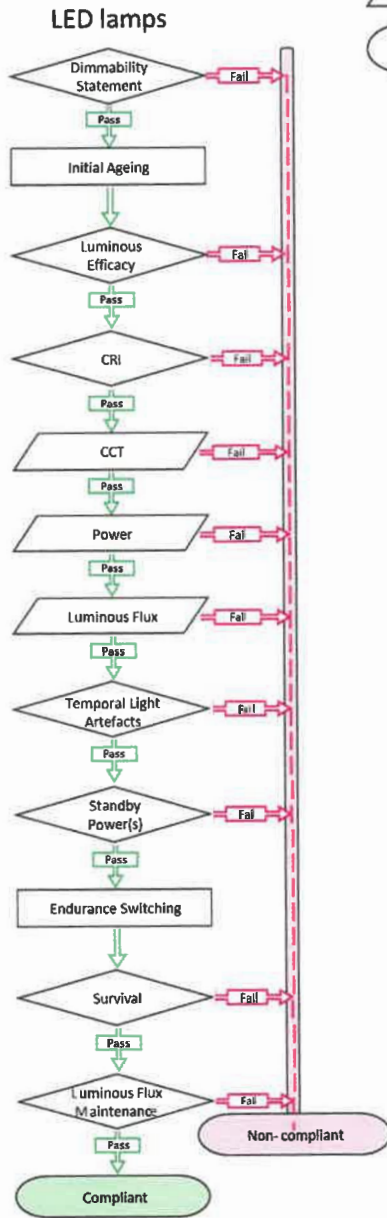 LED lamps
Dimmability
Statement
Fail
Pass
Initial Ageing
Luminous
Efficacy
Fail
Pass
CRI
Fail
Pass
CCT
Fail
Pass
Power
Fail
Pass
Luminous Flux
Fail
Pass
Temporal Light
Artefacts
Fail
Pass
Standby
Power(s)
Fail
Pass
Endurance Switching
Survival
Fail
Pass
Luminous Flux
Maintenance
Fail
Pass
Non- compliant
Compliant